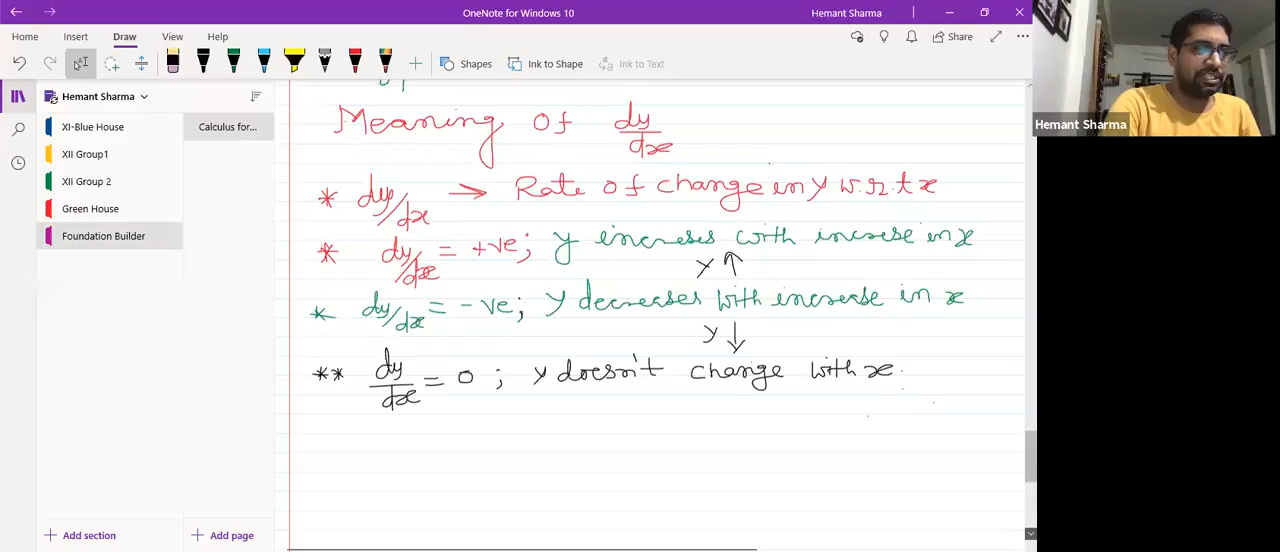 OneNote for Windows 10
Hemant Sharma
Home Insert Draw View Help
Share
Shapes Ink to Shape Ink to Text
Hemant Sharma
XI-Blue House
XII Group1
XII Group 2
Green House
Foundation Builder
Calculus for...
Add section
Add page
Meaning Of dy/dx
* dy/dx → Rate of change in y w.r.t x
* dy/dx = +ve; y increses with increse in x
y ↑
* dy/dx = -ve; y decreases with increase in x
y ↓
** dy/dx = 0 ; y doesn't change with x
Hemant Sharma